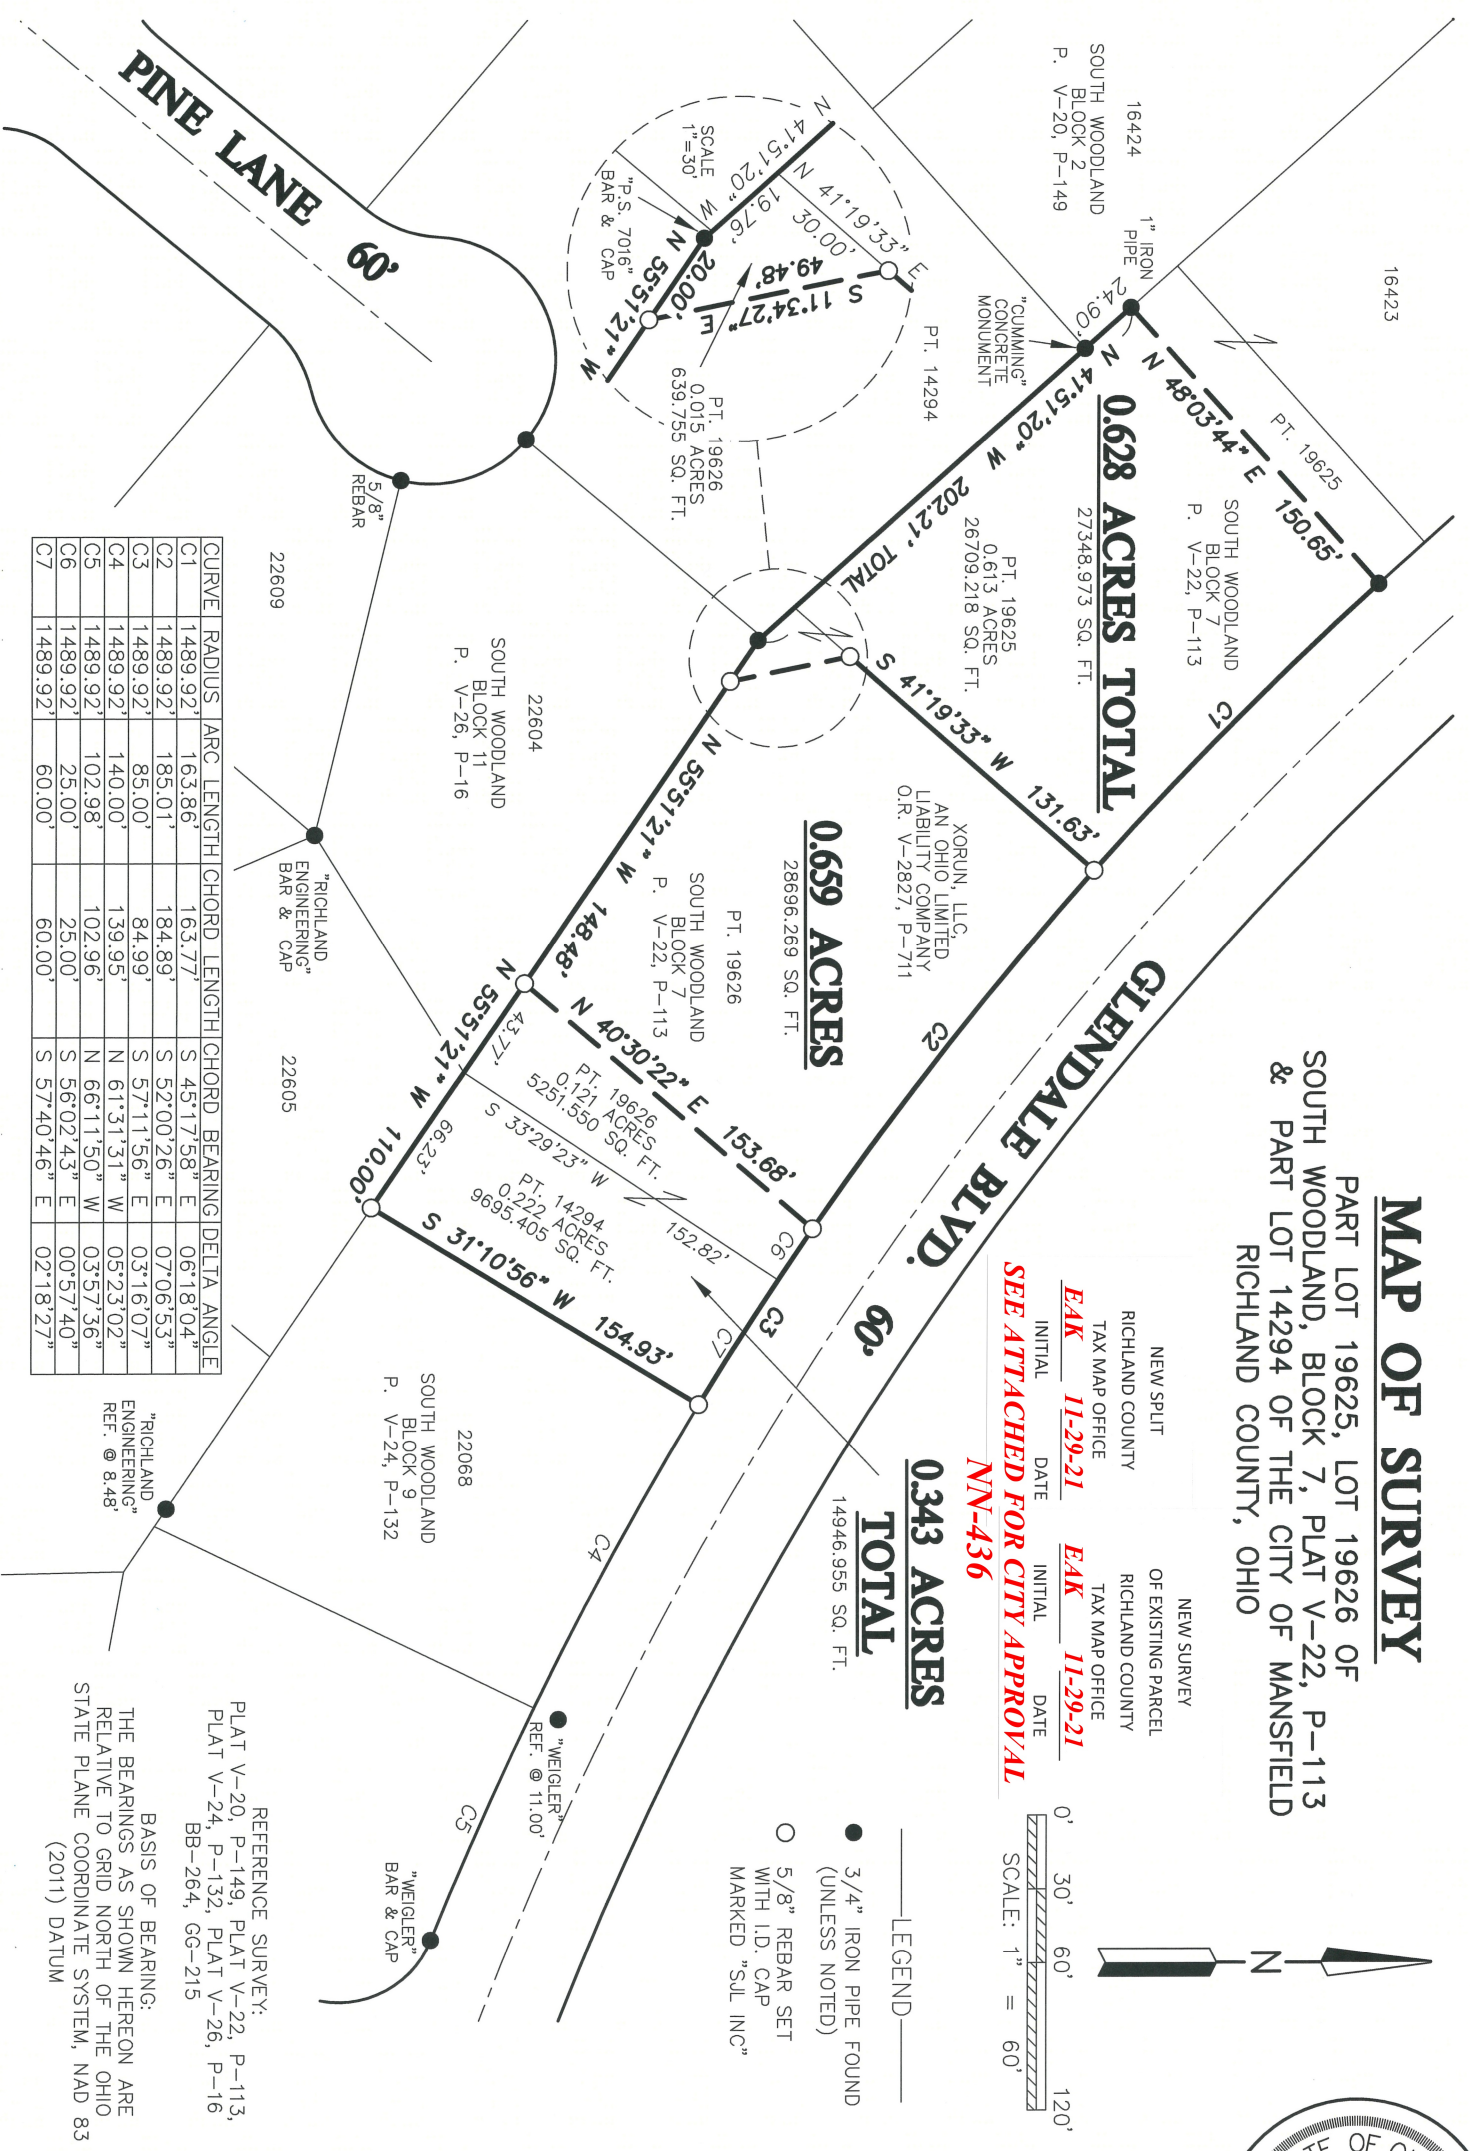 MAP OF SURVEY
PART LOT 19625, LOT 19626 OF
SOUTH WOODLAND, BLOCK 7, PLAT V-22, P-113
& PART LOT 14294 OF THE CITY OF MANSFIELD
RICHLAND COUNTY, OHIO
NEW SPLIT
RICHLAND COUNTY
TAX MAP OFFICE
EAK 11-29-21
INITIAL DATE
NEW SURVEY
OF EXISTING PARCEL
RICHLAND COUNTY
TAX MAP OFFICE
EAK 11-29-21
INITIAL DATE
SEE ATTACHED FOR CITY APPROVAL
NN-436
N
0' 30' 60' 120'
SCALE: 1" = 60'
LEGEND
3/4" IRON PIPE FOUND
(UNLESS NOTED)
5/8" REBAR SET
WITH I.D. CAP
MARKED "SJL INC"
16423
16424
SOUTH WOODLAND
BLOCK 2
P. V-20, P-149
1" IRON
PIPE
24.90'
"CUMMING"
CONCRETE
MONUMENT
PT. 19625
N 48°03'44" E 150.65'
SOUTH WOODLAND
BLOCK 7
P. V-22, P-113
0.628 ACRES TOTAL
27348.973 SQ. FT.
PT. 19625
0.613 ACRES
26709.218 SQ. FT.
N 41°51'20" W 202.21' TOTAL
C1
S 41°19'33" W 131.63'
PT. 14294
N 41°51'20" W
19.76'
N 41°19'33" E
30.00'
S 11°34'27" E
49.48'
20.00'
N 55°51'21" W
SCALE
1"=30'
"P.S. 7016"
BAR & CAP
PT. 19626
0.015 ACRES
639.755 SQ. FT.
PINE LANE 60'
5/8"
REBAR
GLENDALE BLVD. 60'
XORUN, LLC,
AN OHIO LIMITED
LIABILITY COMPANY
O.R. V-2827, P-711
0.659 ACRES
28696.269 SQ. FT.
PT. 19626
SOUTH WOODLAND
BLOCK 7
P. V-22, P-113
C2
N 55°51'21" W 148.48'
N 40°30'22" E 153.68'
PT. 19626
0.121 ACRES
5251.550 SQ. FT.
43.77'
S 33°29'23" W 152.82'
PT. 14294
0.222 ACRES
9695.405 SQ. FT.
66.23'
N 55°51'21" W 110.00'
S 31°10'56" W 154.93'
C6
C3
C7
0.343 ACRES
TOTAL
14946.955 SQ. FT.
22604
SOUTH WOODLAND
BLOCK 11
P. V-26, P-16
22609
"RICHLAND
ENGINEERING"
BAR & CAP
22605
22068
SOUTH WOODLAND
BLOCK 9
P. V-24, P-132
C4
"RICHLAND
ENGINEERING"
REF. @ 8.48'
"WEIGLER"
REF. @ 11.00'
C5
"WEIGLER"
BAR & CAP
CURVE RADIUS ARC LENGTH CHORD LENGTH CHORD BEARING DELTA ANGLE
C1 1489.92' 163.86' 163.77' S 45°17'58" E 06°18'04"
C2 1489.92' 185.01' 184.89' S 52°00'26" E 07°06'53"
C3 1489.92' 85.00' 84.99' S 57°11'56" E 03°16'07"
C4 1489.92' 140.00' 139.95' N 61°31'31" W 05°23'02"
C5 1489.92' 102.98' 102.96' N 66°11'50" W 03°57'36"
C6 1489.92' 25.00' 25.00' S 56°02'43" E 00°57'40"
C7 1489.92' 60.00' 60.00' S 57°40'46" E 02°18'27"
REFERENCE SURVEY:
PLAT V-20, P-149, PLAT V-22, P-113,
PLAT V-24, P-132, PLAT V-26, P-16
BB-264, GG-215
BASIS OF BEARING:
THE BEARINGS AS SHOWN HEREON ARE
RELATIVE TO GRID NORTH OF THE OHIO
STATE PLANE COORDINATE SYSTEM, NAD 83
(2011) DATUM
OF